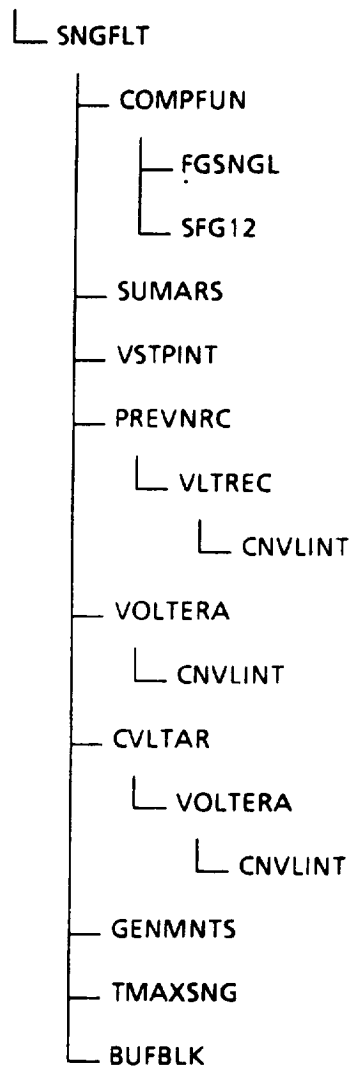 SNGFLT
COMPFUN
FGSNGL
SFG12
SUMARS
VSTPINT
PREVNRC
VLTREC
CNVLINT
VOLTERA
CNVLINT
CVLTAR
VOLTERA
CNVLINT
GENMNTS
TMAXSNG
BUFBLK